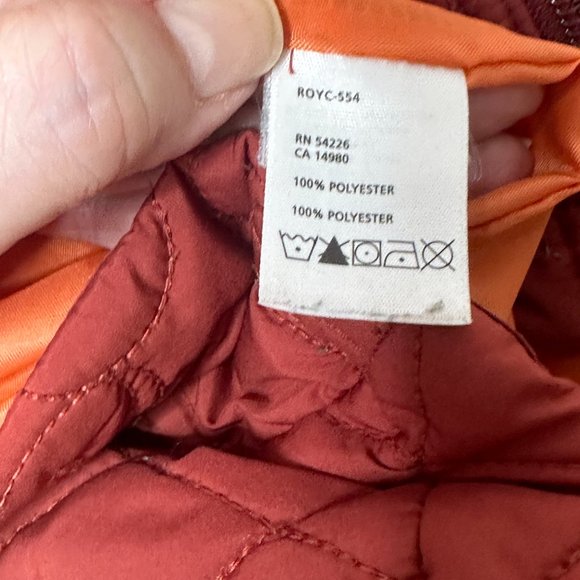 ROYC-554
RN 54226
CA 14980
100% POLYESTER
100% POLYESTER